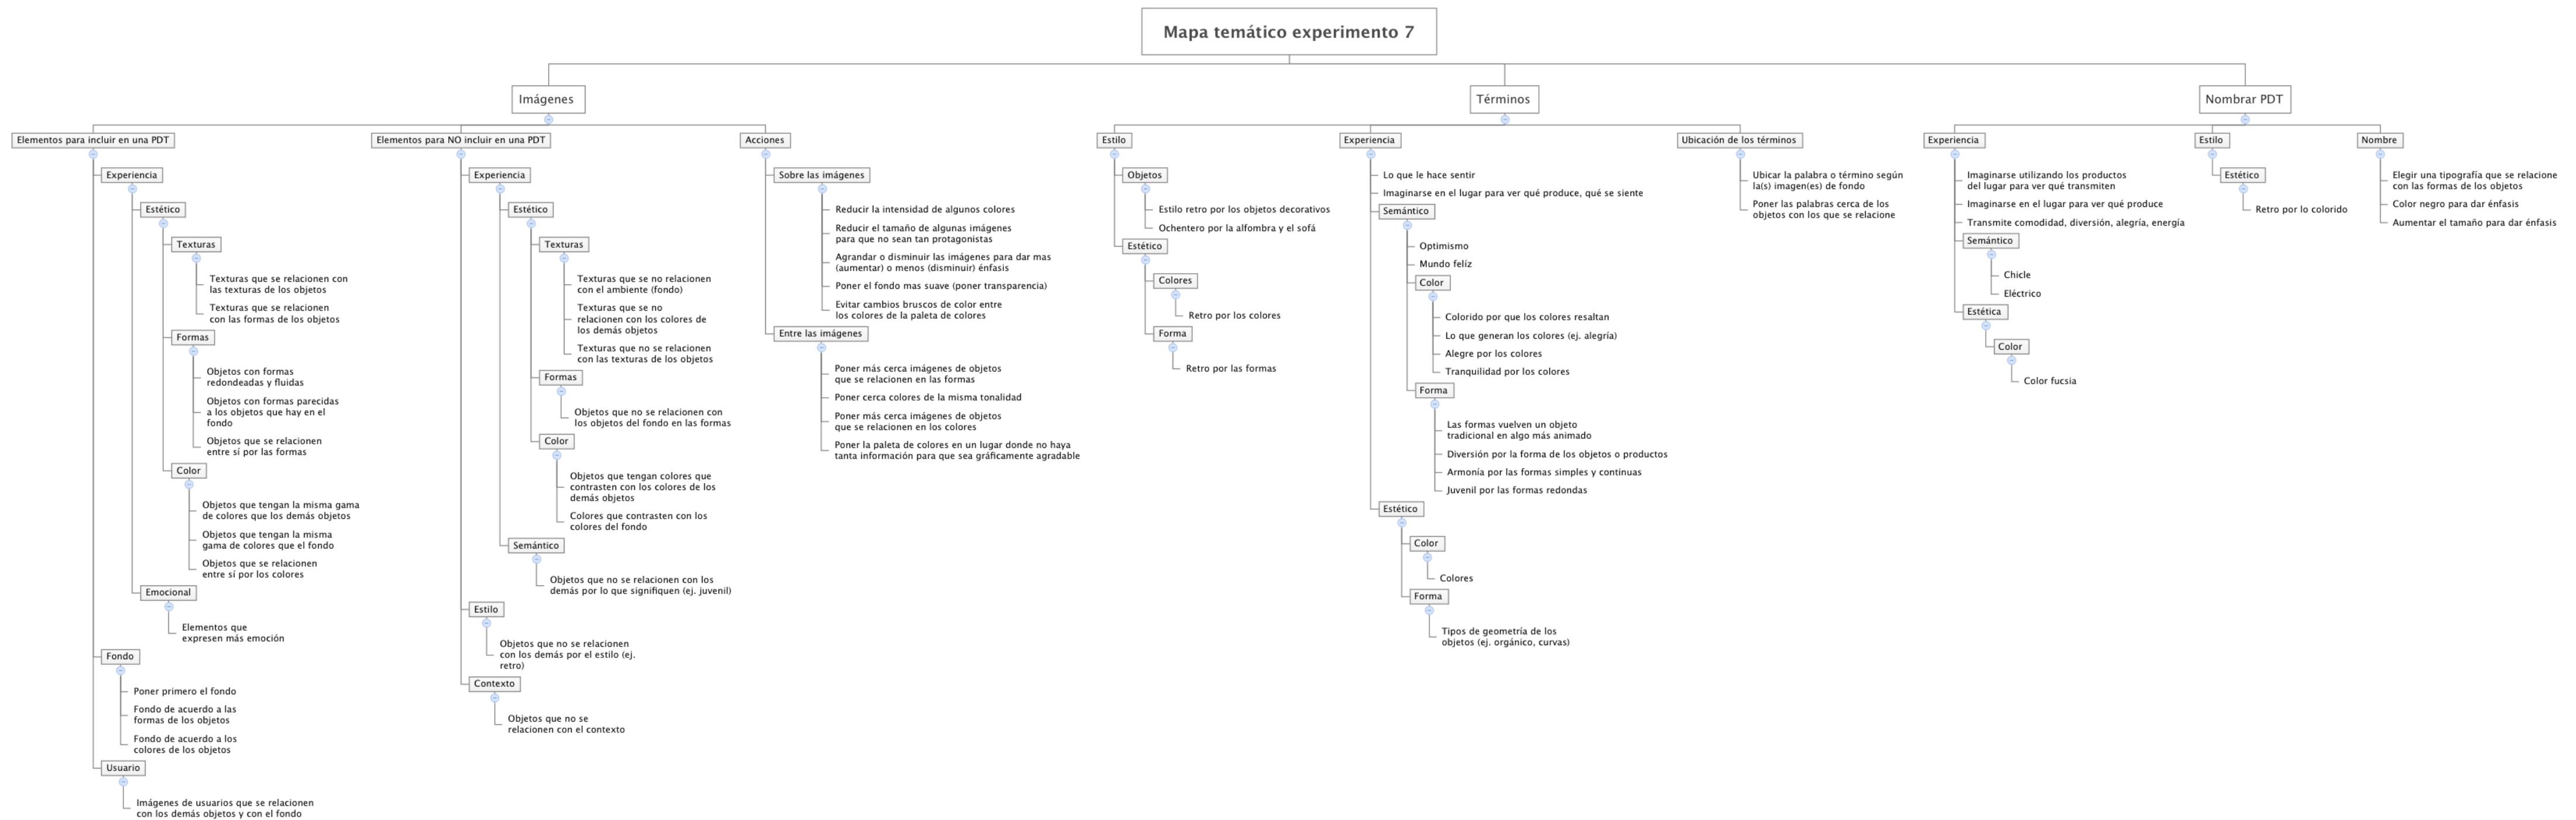 Mapa temático experimento 7
Imágenes
Elementos para incluir en una PDT
Experiencia
Estético
Texturas
Texturas que se relacionen con
las texturas de los objetos
Texturas que se relacionen
con las formas de los objetos
Formas
Objetos con formas
redondeadas y fluidas
Objetos con formas parecidas
a los objetos que hay en el
fondo
Objetos que se relacionen
entre sí por las formas
Color
Objetos que tengan la misma gama
de colores que los demás objetos
Objetos que tengan la misma
gama de colores que el fondo
Objetos que se relacionen
entre sí por los colores
Emocional
Elementos que
expresen más emoción
Fondo
Poner primero el fondo
Fondo de acuerdo a las
formas de los objetos
Fondo de acuerdo a los
colores de los objetos
Usuario
Imágenes de usuarios que se relacionen
con los demás objetos y con el fondo
Elementos para NO incluir en una PDT
Experiencia
Estético
Texturas
Texturas que se no relacionen
con el ambiente (fondo)
Texturas que se no
relacionen con los colores de
los demás objetos
Texturas que no se relacionen
con las texturas de los objetos
Formas
Objetos que no se relacionen con
los objetos del fondo en las formas
Color
Objetos que tengan colores que
contrasten con los colores de los
demás objetos
Colores que contrasten con los
colores del fondo
Semántico
Objetos que no se relacionen con los
demás por lo que signifiquen (ej. juvenil)
Estilo
Objetos que no se relacionen
con los demás por el estilo (ej.
retro)
Contexto
Objetos que no se
relacionen con el contexto
Acciones
Sobre las imágenes
Reducir la intensidad de algunos colores
Reducir el tamaño de algunas imágenes
para que no sean tan protagonistas
Agrandar o disminuir las imágenes para dar mas
(aumentar) o menos (disminuir) énfasis
Poner el fondo mas suave (poner transparencia)
Evitar cambios bruscos de color entre
los colores de la paleta de colores
Entre las imágenes
Poner más cerca imágenes de objetos
que se relacionen en las formas
Poner cerca colores de la misma tonalidad
Poner más cerca imágenes de objetos
que se relacionen en los colores
Poner la paleta de colores en un lugar donde no haya
tanta información para que sea gráficamente agradable
Términos
Estilo
Objetos
Estilo retro por los objetos decorativos
Ochentero por la alfombra y el sofá
Estético
Colores
Retro por los colores
Forma
Retro por las formas
Experiencia
Lo que le hace sentir
Imaginarse en el lugar para ver qué produce, qué se siente
Semántico
Optimismo
Mundo felíz
Color
Colorido por que los colores resaltan
Lo que generan los colores (ej. alegría)
Alegre por los colores
Tranquilidad por los colores
Forma
Las formas vuelven un objeto
tradicional en algo más animado
Diversión por la forma de los objetos o productos
Armonía por las formas simples y continuas
Juvenil por las formas redondas
Estético
Color
Colores
Forma
Tipos de geometría de los
objetos (ej. orgánico, curvas)
Ubicación de los términos
Ubicar la palabra o término según
la(s) imagen(es) de fondo
Poner las palabras cerca de los
objetos con los que se relacione
Nombrar PDT
Experiencia
Imaginarse utilizando los productos
del lugar para ver qué transmiten
Imaginarse en el lugar para ver qué produce
Transmite comodidad, diversión, alegría, energía
Semántico
Chicle
Eléctrico
Estética
Color
Color fucsia
Estilo
Estético
Retro por lo colorido
Nombre
Elegir una tipografía que se relacione
con las formas de los objetos
Color negro para dar énfasis
Aumentar el tamaño para dar énfasis